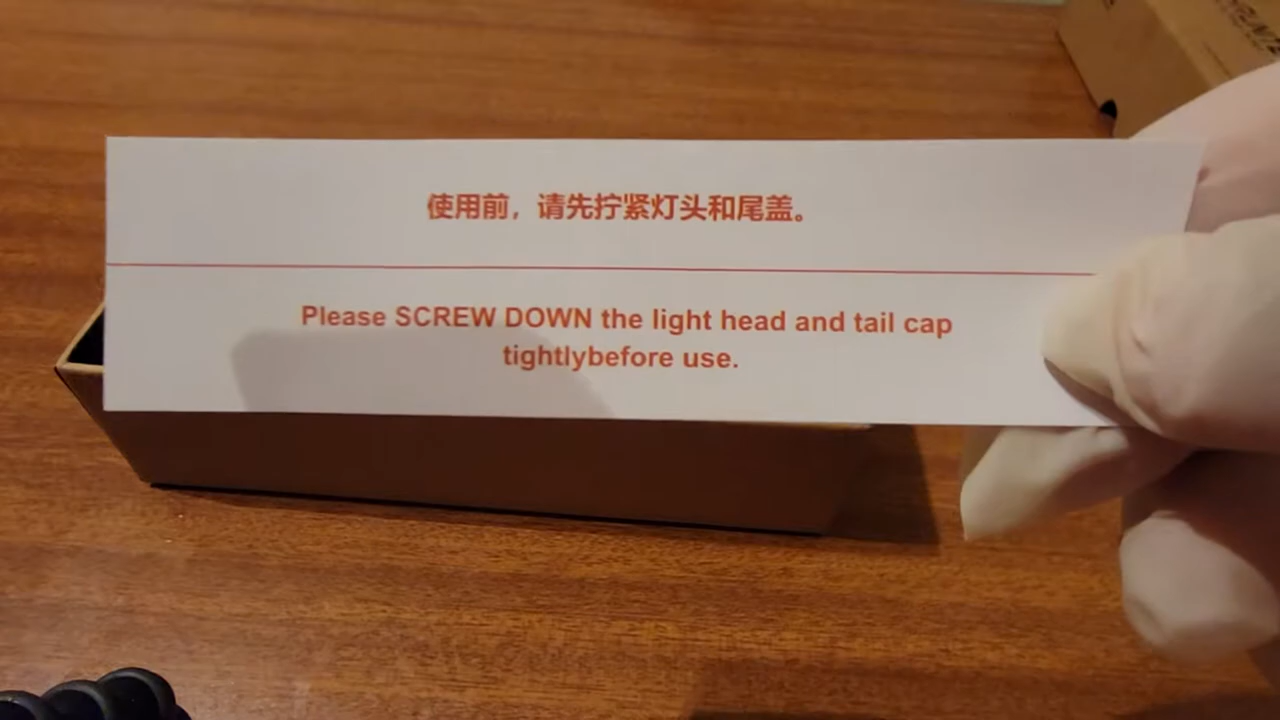 使用前，请先拧紧灯头和尾盖。
Please SCREW DOWN the light head and tail cap
tightlybefore use.